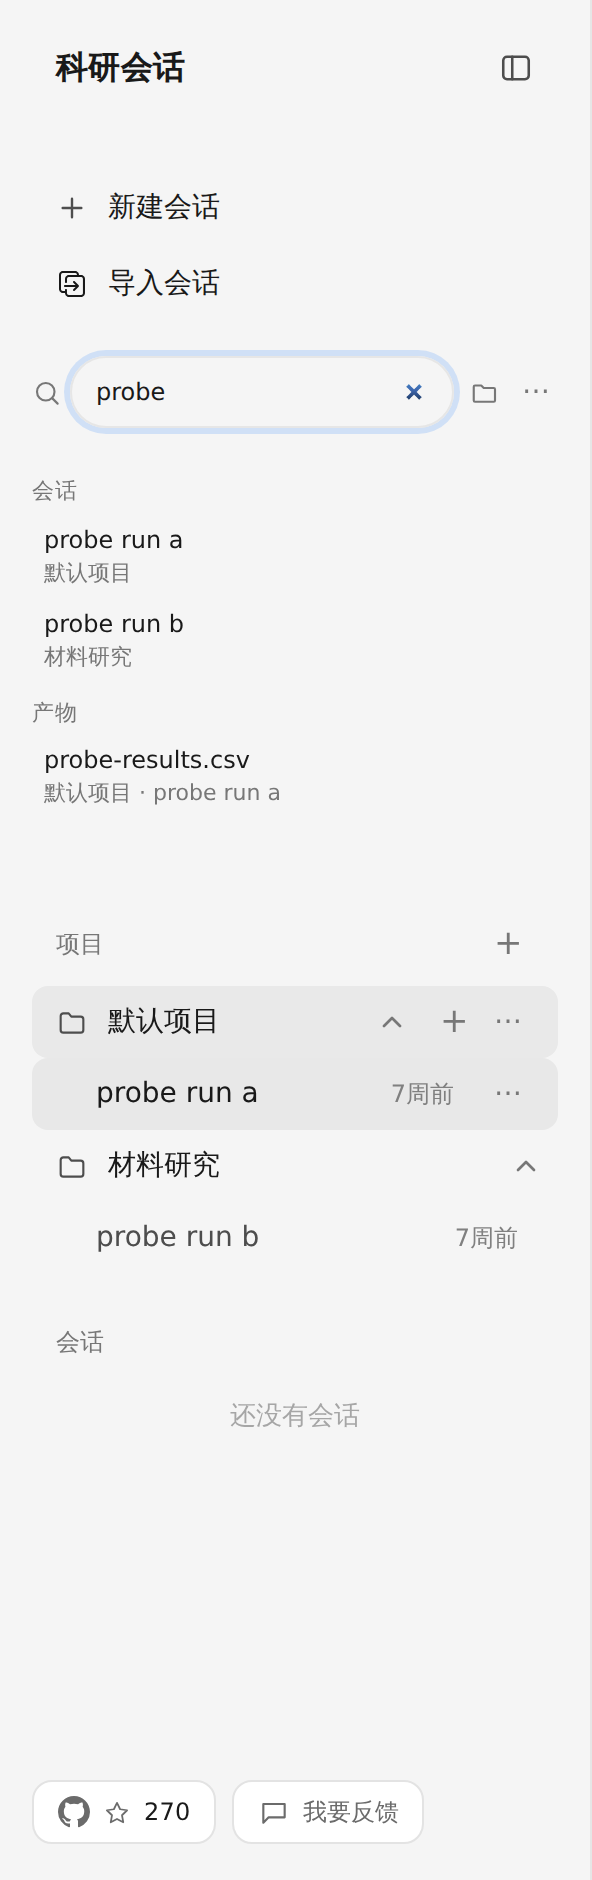 科研会话
新建会话
导入会话
probe
会话
probe run a
默认项目
probe run b
材料研究
产物
probe-results.csv
默认项目 · probe run a
项目
默认项目
probe run a 7周前
材料研究
probe run b 7周前
会话
还没有会话
270 我要反馈